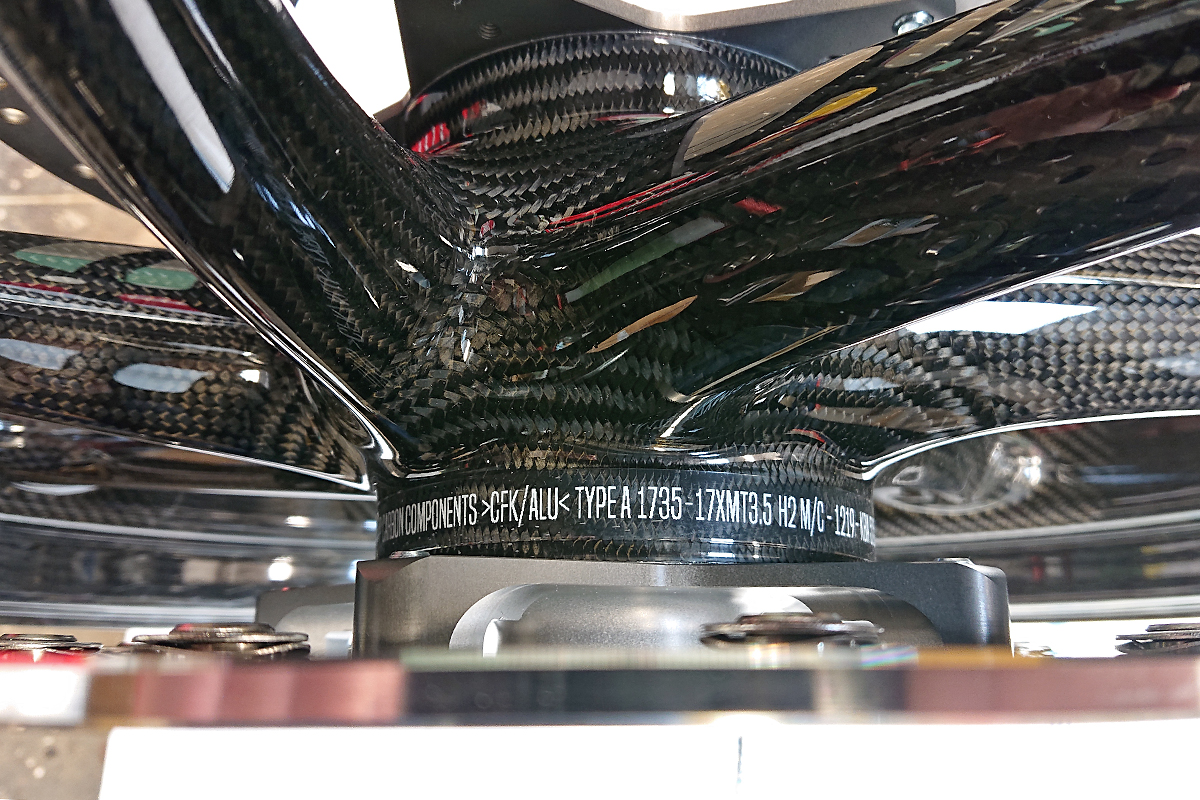 COMPONENTS >CFK/ALU< TYPE A 1735 -17XMT3.5 H2 M/C - 1219-